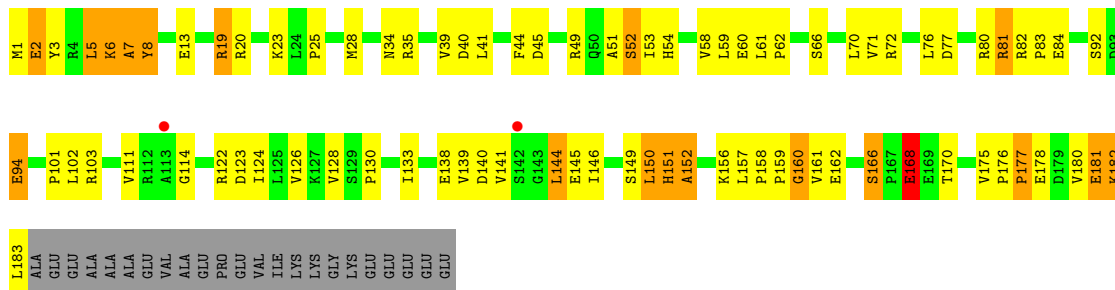 M1 E2 Y3 R4 L5 K6 A7 Y8 E13 R19 R20 K23 L24 P25 M28 N34 R35 V39 D40 L41 F44 D45 R49 Q50 A51 S52 I53 H54 V58 L59 E60 L61 P62 S66 L70 V71 R72 L76 D77 R80 R81 R82 P83 E84 S92 D93
E94 P101 L102 R103 V111 R112 A113 G114 R122 D123 I124 L125 V126 K127 V128 S129 P130 I133 E138 V139 D140 V141 S142 G143 L144 E145 I146 S149 L150 H151 A152 K156 L157 P158 P159 G160 V161 E162 S166 P167 E168 E169 T170 V175 P176 P177 E178 D179 V180 E181 K182
L183 ALA GLU GLU ALA ALA ALA GLU VAL ALA GLU PRO GLU VAL ILE LYS LYS GLY LYS GLU GLU GLU GLU